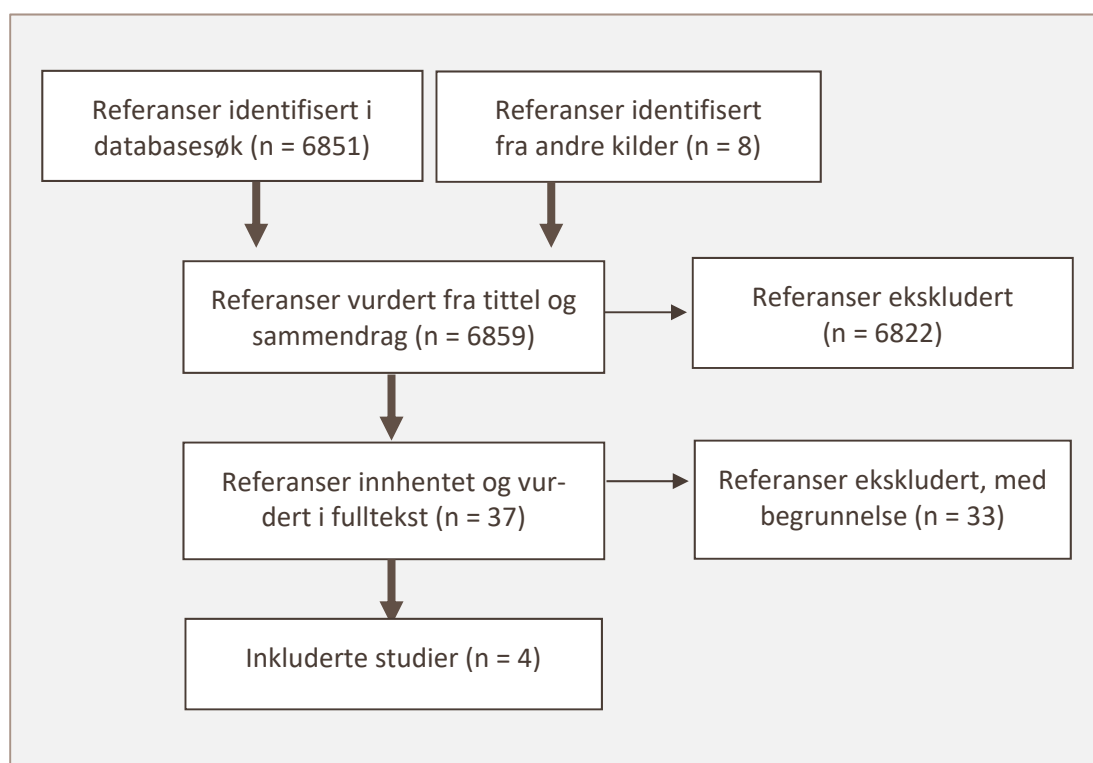 Referanser identifisert i
databasesøk (n = 6851)
Referanser identifisert
fra andre kilder (n = 8)
Referanser vurdert fra tittel og
sammendrag (n = 6859)
Referanser ekskludert
(n = 6822)
Referanser innhentet og vur-
dert i fulltekst (n = 37)
Referanser ekskludert, med
begrunnelse (n = 33)
Inkluderte studier (n = 4)